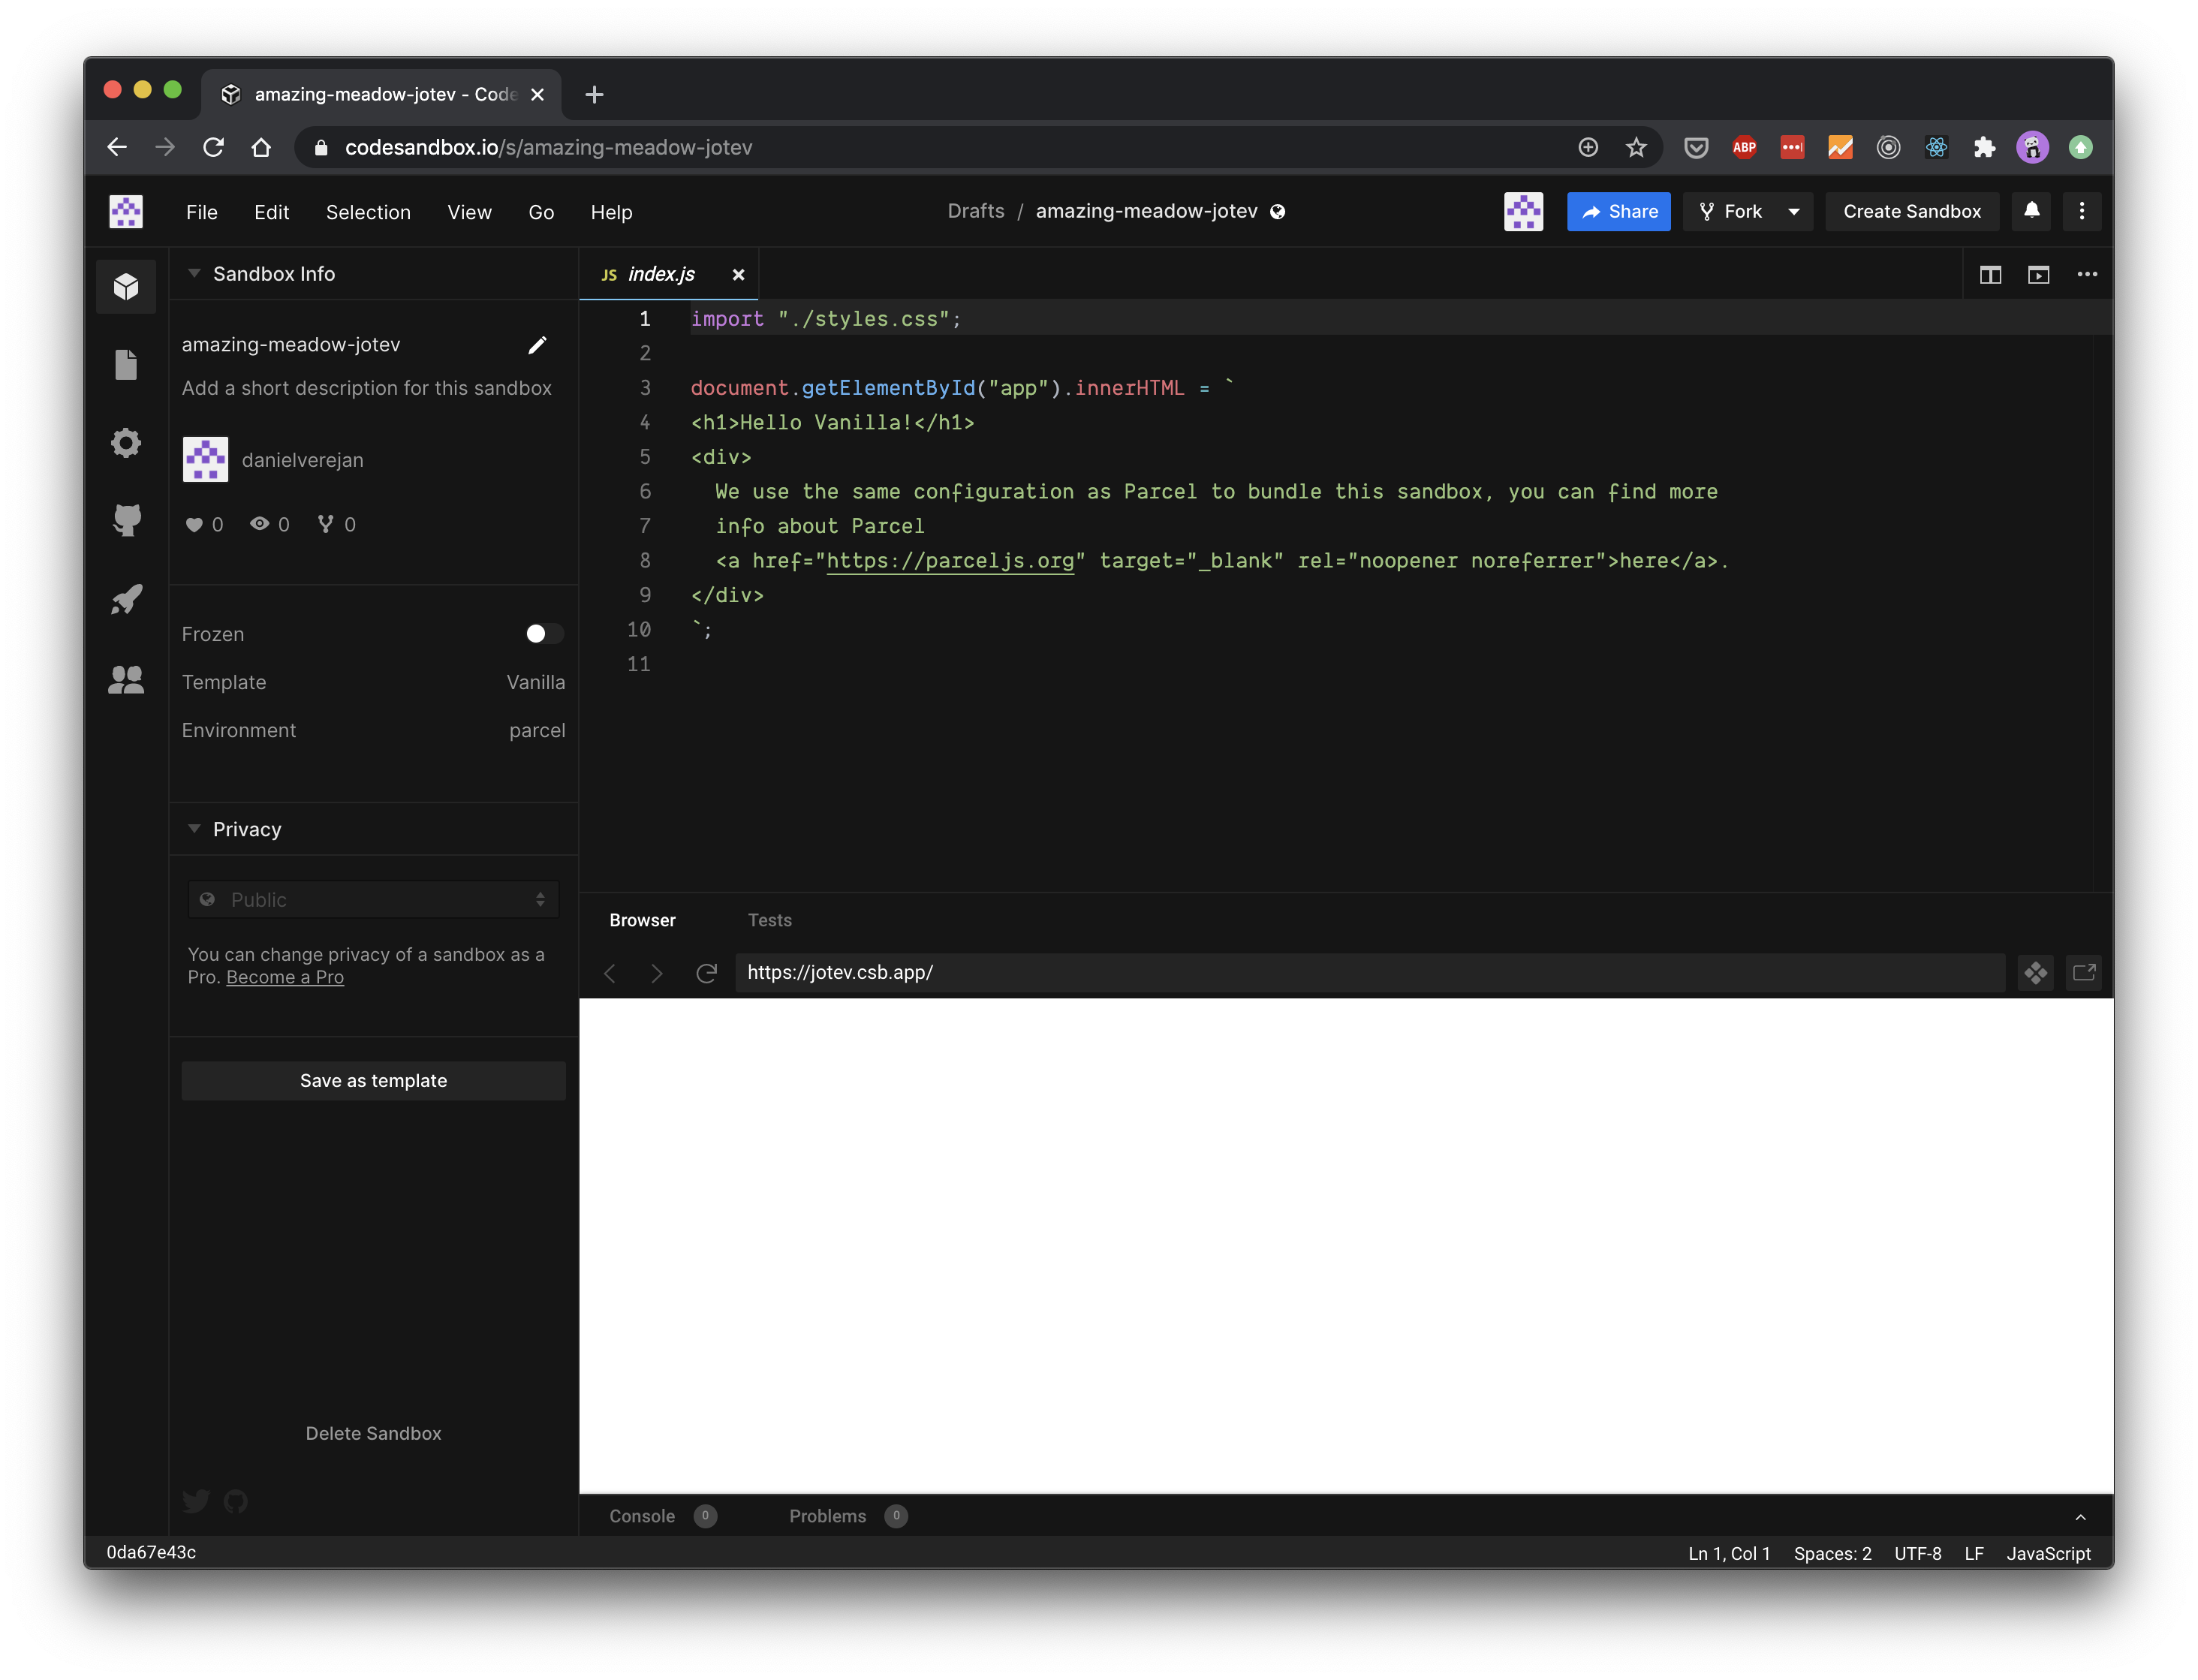 amazing-meadow-jotev - Code
codesandbox.io/s/amazing-meadow-jotev
ABP
File Edit Selection View Go Help
Drafts / amazing-meadow-jotev
Share Fork Create Sandbox
Sandbox Info
amazing-meadow-jotev
Add a short description for this sandbox
danielverejan
0 0 0
Frozen
Template Vanilla
Environment parcel
Privacy
Public
You can change privacy of a sandbox as a
Pro. Become a Pro
Save as template
Delete Sandbox
JS index.js
1 import "./styles.css";
2
3 document.getElementById("app").innerHTML = `
4 <h1>Hello Vanilla!</h1>
5 <div>
6 We use the same configuration as Parcel to bundle this sandbox, you can find more
7 info about Parcel
8 <a href="https://parceljs.org" target="_blank" rel="noopener noreferrer">here</a>.
9 </div>
10 `;
11
Browser Tests
https://jotev.csb.app/
Console 0 Problems 0
0da67e43c
Ln 1, Col 1 Spaces: 2 UTF-8 LF JavaScript